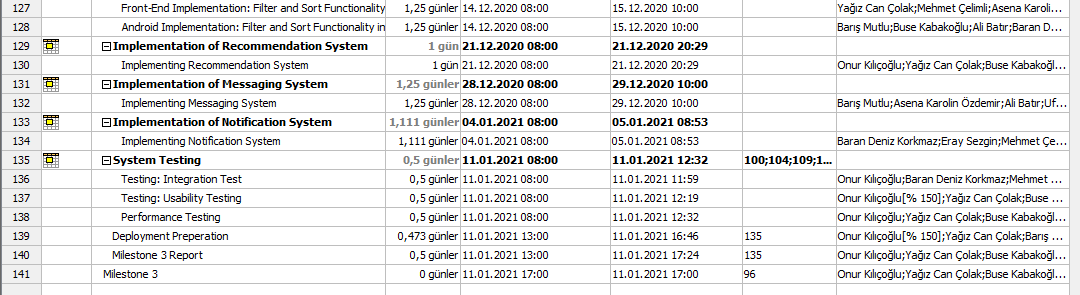 127 Front-End Implementation: Filter and Sort Functionality 1,25 günler 14.12.2020 08:00 15.12.2020 10:00 Yağız Can Çolak;Mehmet Çelimli;Asena Karoli...
128 Android Implementation: Filter and Sort Functionality in 1,25 günler 14.12.2020 08:00 15.12.2020 10:00 Barış Mutlu;Buse Kabakoğlu;Ali Batır;Baran D...
129 Implementation of Recommendation System 1 gün 21.12.2020 08:00 21.12.2020 20:29
130 Implementing Recommendation System 1 gün 21.12.2020 08:00 21.12.2020 20:29 Onur Kılıçoğlu;Yağız Can Çolak;Buse Kabakoğl...
131 Implementation of Messaging System 1,25 günler 28.12.2020 08:00 29.12.2020 10:00
132 Implementing Messaging System 1,25 günler 28.12.2020 08:00 29.12.2020 10:00 Barış Mutlu;Asena Karolin Özdemir;Ali Batır;Uf...
133 Implementation of Notification System 1,111 günler 04.01.2021 08:00 05.01.2021 08:53
134 Implementing Notification System 1,111 günler 04.01.2021 08:00 05.01.2021 08:53 Baran Deniz Korkmaz;Eray Sezgin;Mehmet Çe...
135 System Testing 0,5 günler 11.01.2021 08:00 11.01.2021 12:32 100;104;109;1...
136 Testing: Integration Test 0,5 günler 11.01.2021 08:00 11.01.2021 11:59 Onur Kılıçoğlu;Baran Deniz Korkmaz;Mehmet ...
137 Testing: Usability Testing 0,5 günler 11.01.2021 08:00 11.01.2021 12:19 Onur Kılıçoğlu[% 150];Yağız Can Çolak;Buse ...
138 Performance Testing 0,5 günler 11.01.2021 08:00 11.01.2021 12:32 Onur Kılıçoğlu;Yağız Can Çolak;Buse Kabakoğl...
139 Deployment Preperation 0,473 günler 11.01.2021 13:00 11.01.2021 16:46 135 Onur Kılıçoğlu[% 150];Yağız Can Çolak;Barış ...
140 Milestone 3 Report 0,5 günler 11.01.2021 13:00 11.01.2021 17:24 135 Onur Kılıçoğlu;Yağız Can Çolak;Buse Kabakoğl...
141 Milestone 3 0 günler 11.01.2021 17:00 11.01.2021 17:00 96 Onur Kılıçoğlu;Yağız Can Çolak;Buse Kabakoğl...